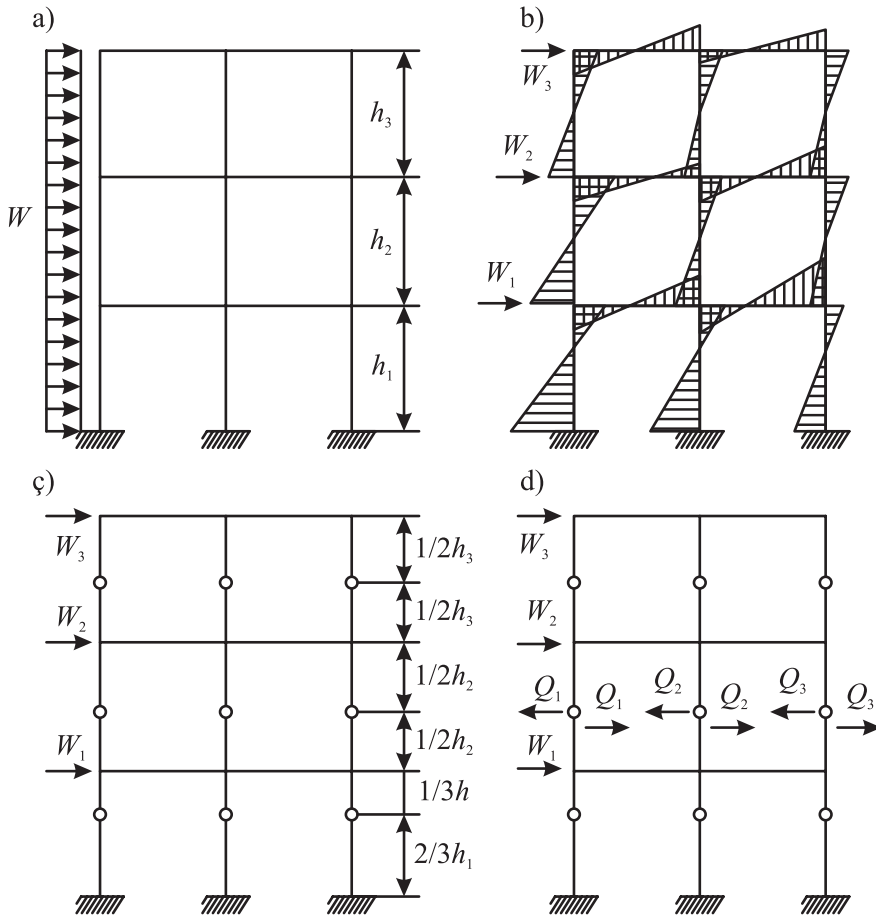 a)
W
h₃
h₂
h₁
b)
W₃
W₂
W₁
ç)
W₃
W₂
W₁
1/2h₃
1/2h₃
1/2h₂
1/2h₂
1/3h
2/3h₁
d)
W₃
W₂
Q₁ Q₁ Q₂ Q₂ Q₃ Q₃
W₁